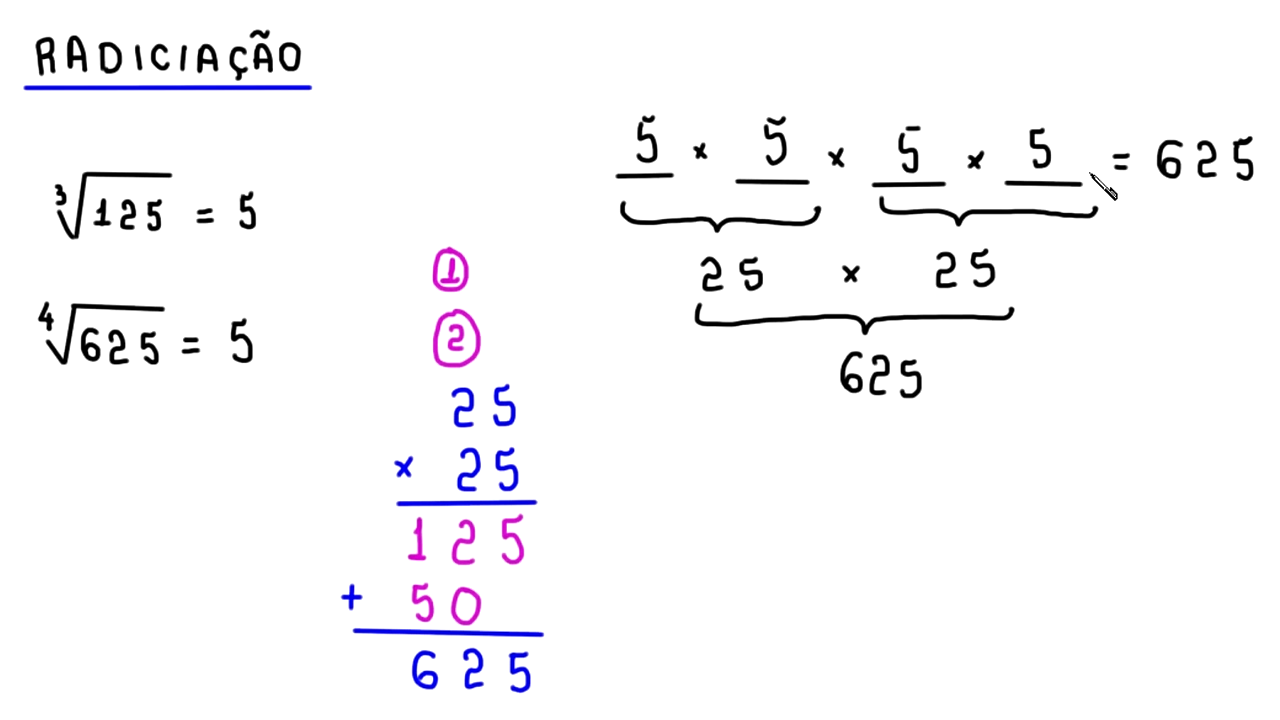 RADICIAÇÃO
∛125 = 5
∜625 = 5
1
2
25
× 25
125
+ 50
625
5 × 5 × 5 × 5 = 625
25 × 25
625